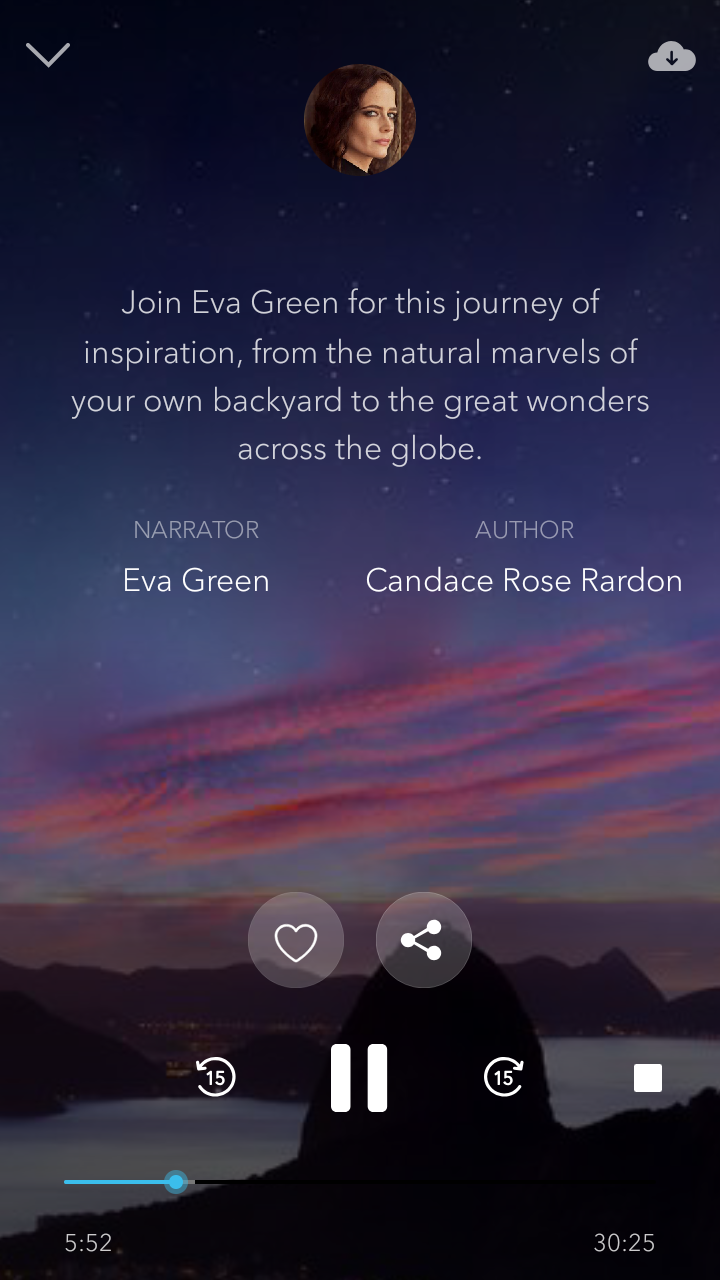 Join Eva Green for this journey of
inspiration, from the natural marvels of
your own backyard to the great wonders
across the globe.
NARRATOR
AUTHOR
Eva Green
Candace Rose Rardon
15
15
5:52
30:25